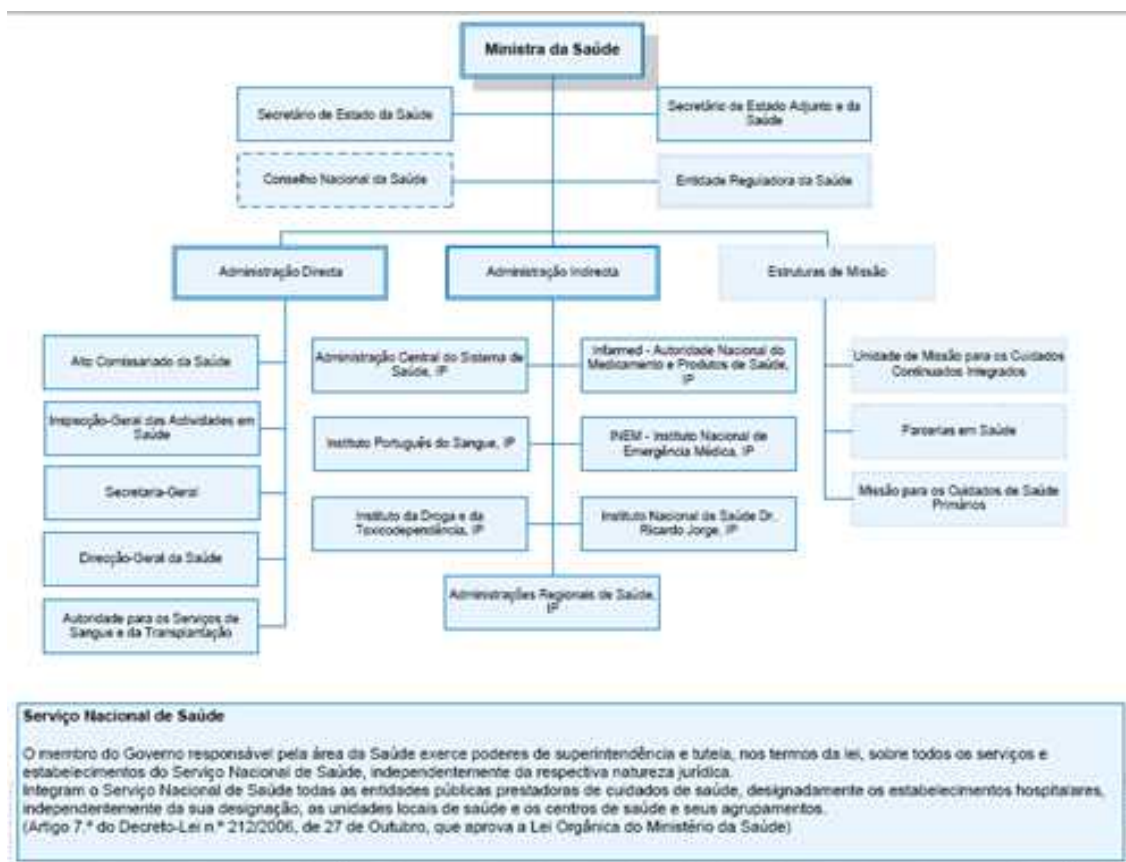 Ministra da Saúde
Secretário de Estado da Saúde
Secretário de Estado Adjunto e da
Saúde
Conselho Nacional da Saúde
Entidade Reguladora da Saúde
Administração Directa
Administração Indirecta
Estruturas de Missão
Alto Comissariado da Saúde
Inspecção-Geral das Actividades em
Saúde
Secretaria-Geral
Direcção-Geral da Saúde
Autoridade para os Serviços de
Sangue e da Transplantação
Administração Central do Sistema de
Saúde, IP
Infarmed - Autoridade Nacional do
Medicamento e Produtos de Saúde,
IP
Instituto Português do Sangue, IP
INEM - Instituto Nacional de
Emergência Médica, IP
Instituto da Droga e da
Toxicodependência, IP
Instituto Nacional de Saúde Dr.
Ricardo Jorge, IP
Administrações Regionais de Saúde,
IP
Unidade de Missão para os Cuidados
Continuados Integrados
Parcerias em Saúde
Missão para os Cuidados de Saúde
Primários
Serviço Nacional de Saúde
O membro do Governo responsável pela área da Saúde exerce poderes de superintendência e tutela, nos termos da lei, sobre todos os serviços e
estabelecimentos do Serviço Nacional de Saúde, independentemente da respectiva natureza jurídica.
Integram o Serviço Nacional de Saúde todas as entidades públicas prestadoras de cuidados de saúde, designadamente os estabelecimentos hospitalares,
independentemente da sua designação, as unidades locais de saúde e os centros de saúde e seus agrupamentos.
(Artigo 7.º do Decreto-Lei n.º 212/2006, de 27 de Outubro, que aprova a Lei Orgânica do Ministério da Saúde)